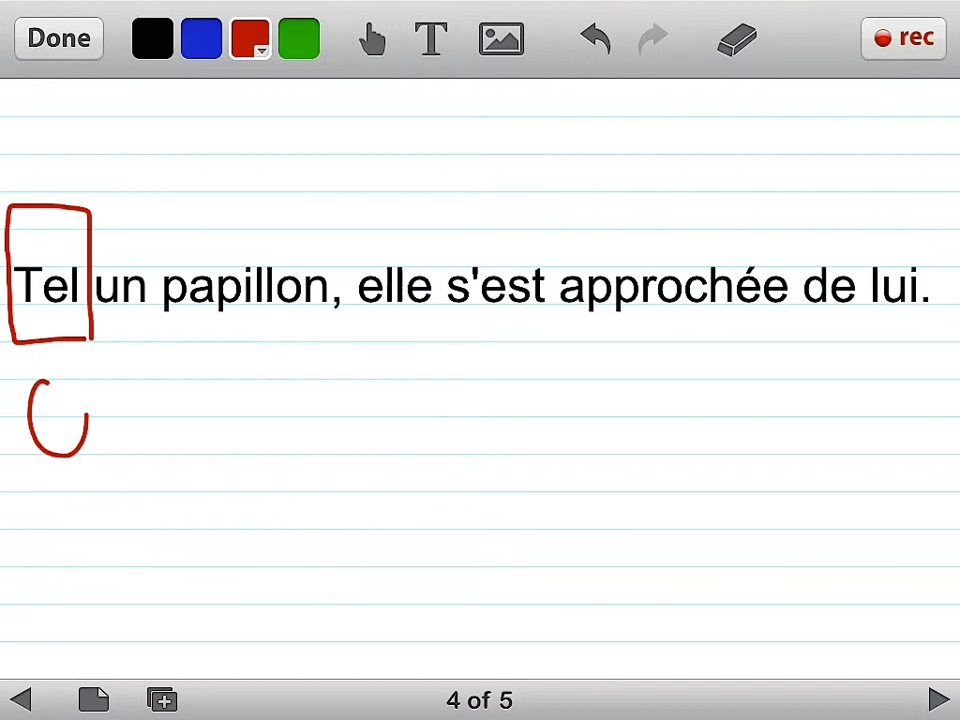 Done
T
rec
Tel un papillon, elle s'est approchée de lui.
4 of 5